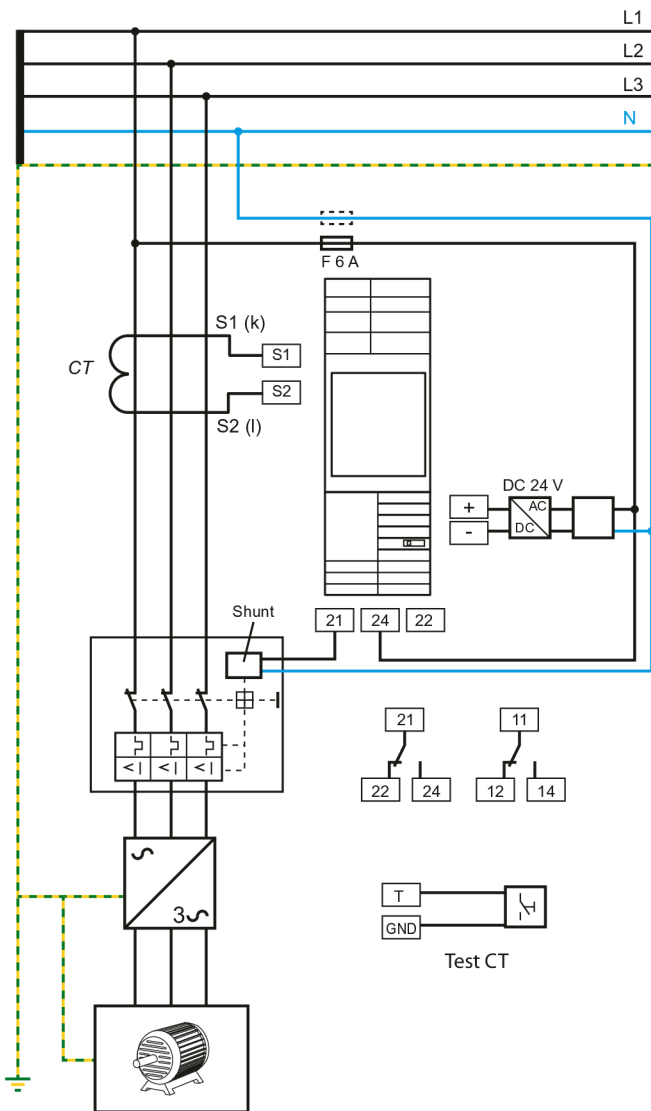 L1
L2
L3
N
F 6 A
S1 (k)
S1
CT
S2
S2 (l)
DC 24 V
+
AC
-
DC
Shunt
21
24
22
21
11
22
24
12
14
3
T
GND
Test CT